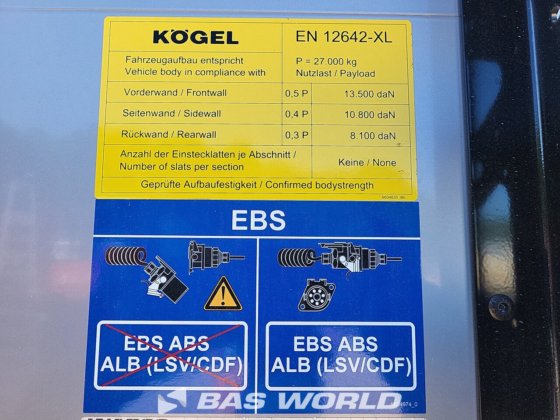 KÖGEL EN 12642-XL
Fahrzeugaufbau entspricht P = 27 000 kg
Vehicle body in compliance with Nutzlast / Payload
Vorderwand / Frontwall 0,5 P 13.500 daN
Seitenwand / Sidewall 0,4 P 10.800 daN
Rückwand / Rearwall 0,3 P 8.100 daN
Anzahl der Einstecklatten je Abschnitt /
Number of slats per section Keine / None
Geprüfte Aufbaufestigkeit / Confirmed bodystrength
EBS
EBS ABS
ALB (LSV/CDF)
EBS ABS
ALB (LSV/CDF)
BAS WORLD